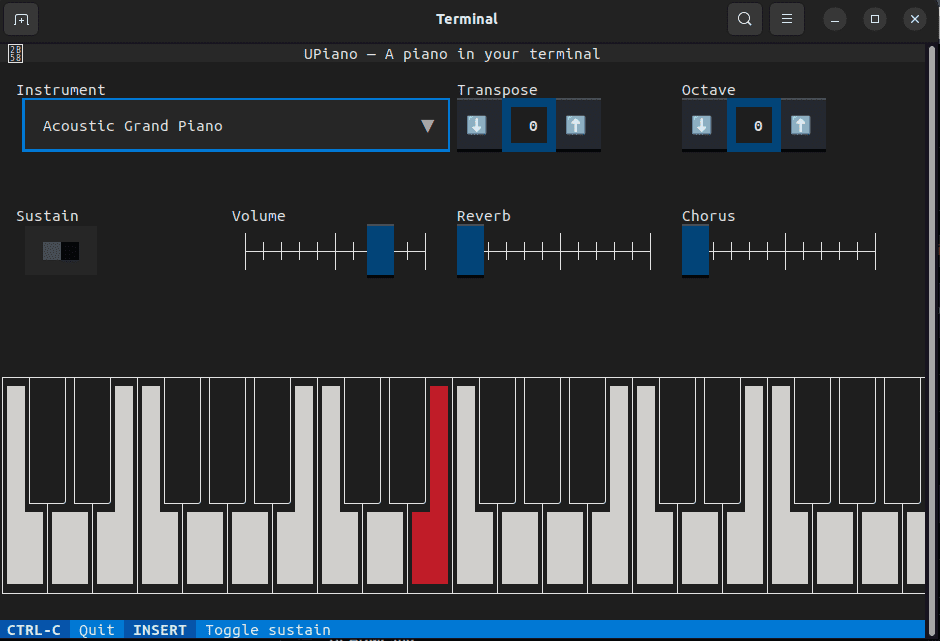 Terminal
UPiano — A piano in your terminal
Instrument Transpose Octave
Acoustic Grand Piano ▼ ⬇️ 0 ⬆️ ⬇️ 0 ⬆️
Sustain Volume Reverb Chorus
CTRL-C Quit INSERT Toggle sustain